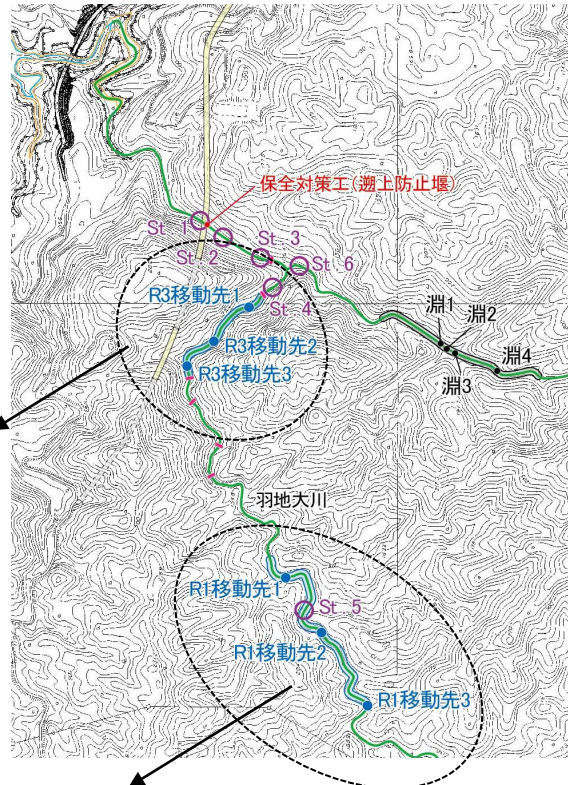 保全対策工(遡上防止堰)
St 1
St 2
St 3
St 6
St 4
R3移動先1
R3移動先2
R3移動先3
淵1
淵2
淵3
淵4
羽地大川
R1移動先1
St 5
R1移動先2
R1移動先3